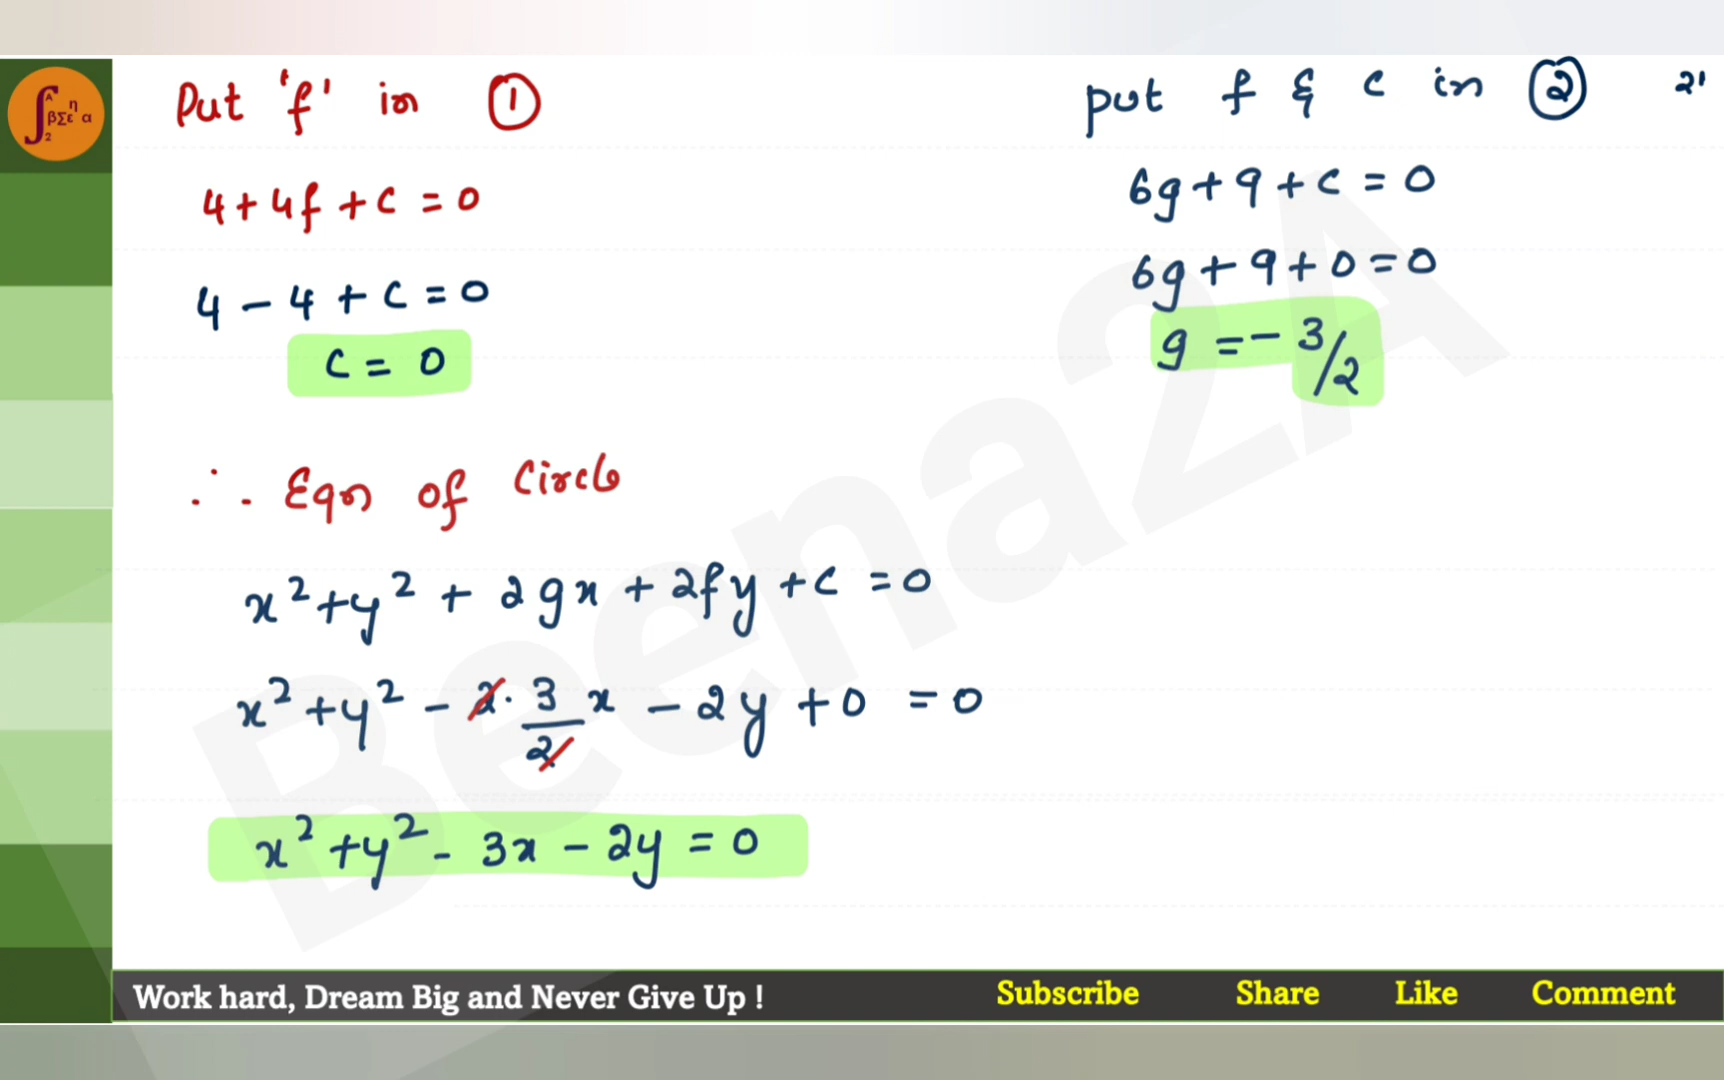 Put 'f' in ①
4 + 4f + c = 0
4 - 4 + c = 0
c = 0
put f & c in ②
6g + 9 + c = 0
6g + 9 + 0 = 0
g = - 3/2
∴ Eqn of Circle
x² + y² + 2gx + 2fy + c = 0
x² + y² - 2 · 3/2 x - 2y + 0 = 0
x² + y² - 3x - 2y = 0
Beena2A
Work hard, Dream Big and Never Give Up !
Subscribe Share Like Comment